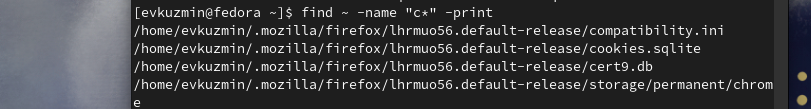 [evkuzmin@fedora ~]$ find ~ -name "c*" -print
/home/evkuzmin/.mozilla/firefox/lhrmuo56.default-release/compatibility.ini
/home/evkuzmin/.mozilla/firefox/lhrmuo56.default-release/cookies.sqlite
/home/evkuzmin/.mozilla/firefox/lhrmuo56.default-release/cert9.db
/home/evkuzmin/.mozilla/firefox/lhrmuo56.default-release/storage/permanent/chrom
e